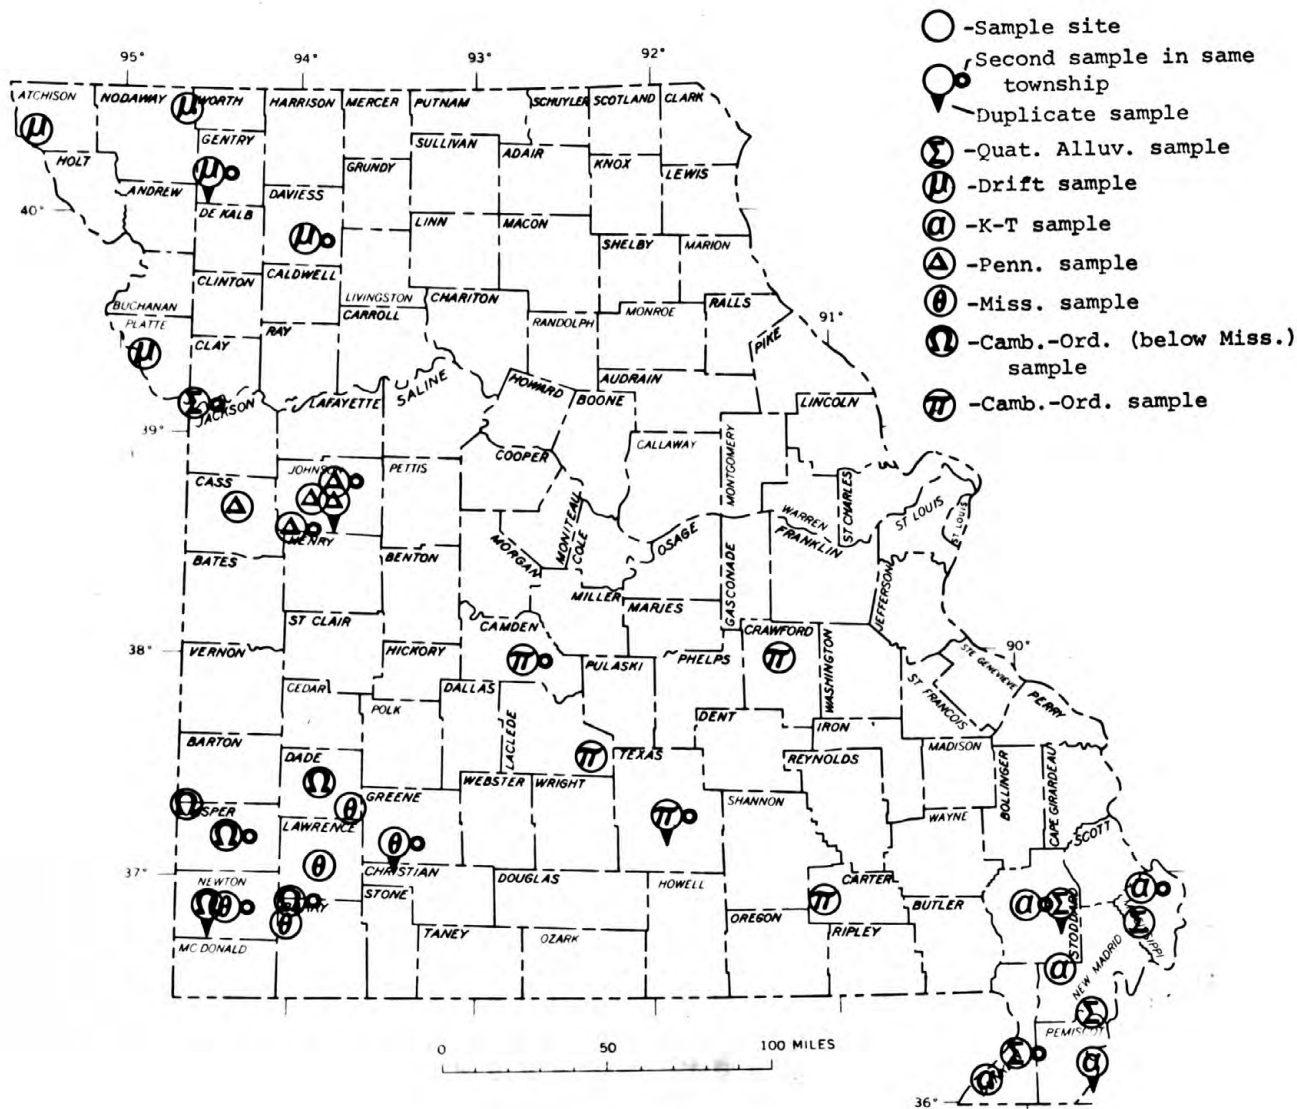 ○ -Sample site
Second sample in same
township
Duplicate sample
Σ -Quat. Alluv. sample
μ -Drift sample
α -K-T sample
Δ -Penn. sample
θ -Miss. sample
Ω -Camb.-Ord. (below Miss.)
sample
π -Camb.-Ord. sample
95° 94° 93° 92°
ATCHISON NODAWAY WORTH HARRISON MERCER PUTNAM SCHUYLER SCOTLAND CLARK
μ μ
GENTRY SULLIVAN ADAIR
HOLT μ GRUNDY KNOX LEWIS
ANDREW DAVIESS
40° DE KALB LINN MACON
μ SHELBY MARION
CLINTON CALDWELL
BUCHANAN LIVINGSTON CHARITON RALLS
PLATTE RAY CARROLL RANDOLPH MONROE 91°
μ CLAY PIKE
SALINE HOWARD AUDRAIN
Σ JACKSON LAFAYETTE BOONE LINCOLN
39° CALLAWAY MONTGOMERY
COOPER
CASS PETTIS ST CHARLES
Δ Δ Δ Δ WARREN ST LOUIS ST LOUIS
Δ MONITEAU OSAGE FRANKLIN
HENRY MORGAN COLE
BATES BENTON GASCONADE
MILLER MARIES JEFFERSON
ST CLAIR CAMDEN CRAWFORD
38° VERNON HICKORY π PULASKI PHELPS π WASHINGTON 90°
STE GENEVIEVE
CEDAR DALLAS ST FRANCOIS
POLK LACLEDE DENT IRON PERRY
BARTON DADE π TEXAS REYNOLDS MADISON
Ω WEBSTER WRIGHT BOLLINGER CAPE GIRARDEAU
Ω θ GREENE SHANNON
Ω LAWRENCE θ π WAYNE SCOTT
37° θ CHRISTIAN
NEWTON STONE DOUGLAS HOWELL CARTER α
Ω θ Ω π BUTLER α Σ STODDARD
θ OREGON Σ
MC DONALD TANEY OZARK RIPLEY
α NEW MADRID
Σ
PEMISCOT
0 50 100 MILES Σ α
α
36°